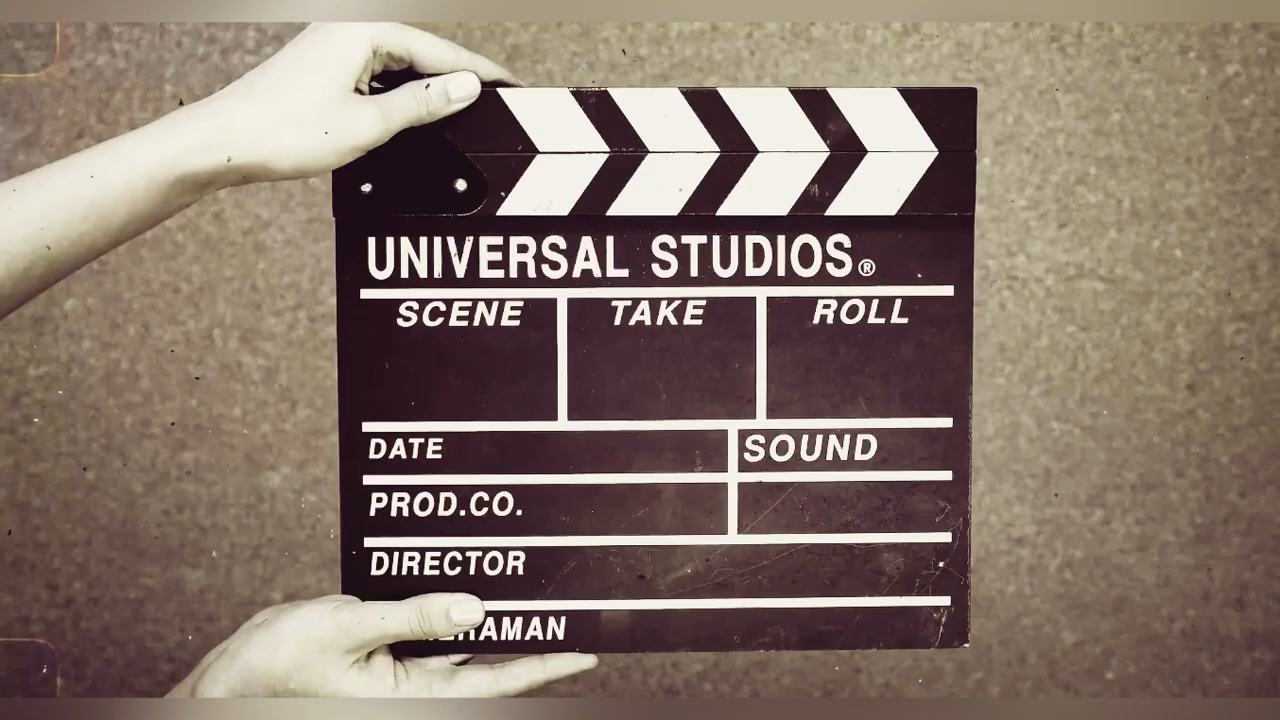 UNIVERSAL STUDIOS®
SCENE TAKE ROLL
DATE SOUND
PROD.CO.
DIRECTOR